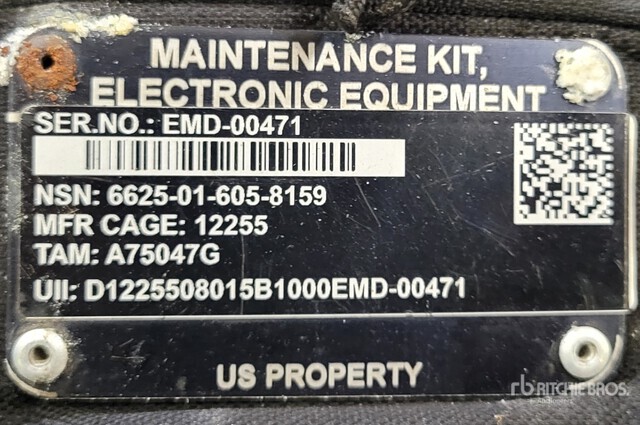 MAINTENANCE KIT,
ELECTRONIC EQUIPMENT
SER.NO.: EMD-00471
NSN: 6625-01-605-8159
MFR CAGE: 12255
TAM: A75047G
UII: D1225508015B1000EMD-00471
US PROPERTY
rb RITCHIE BROS.